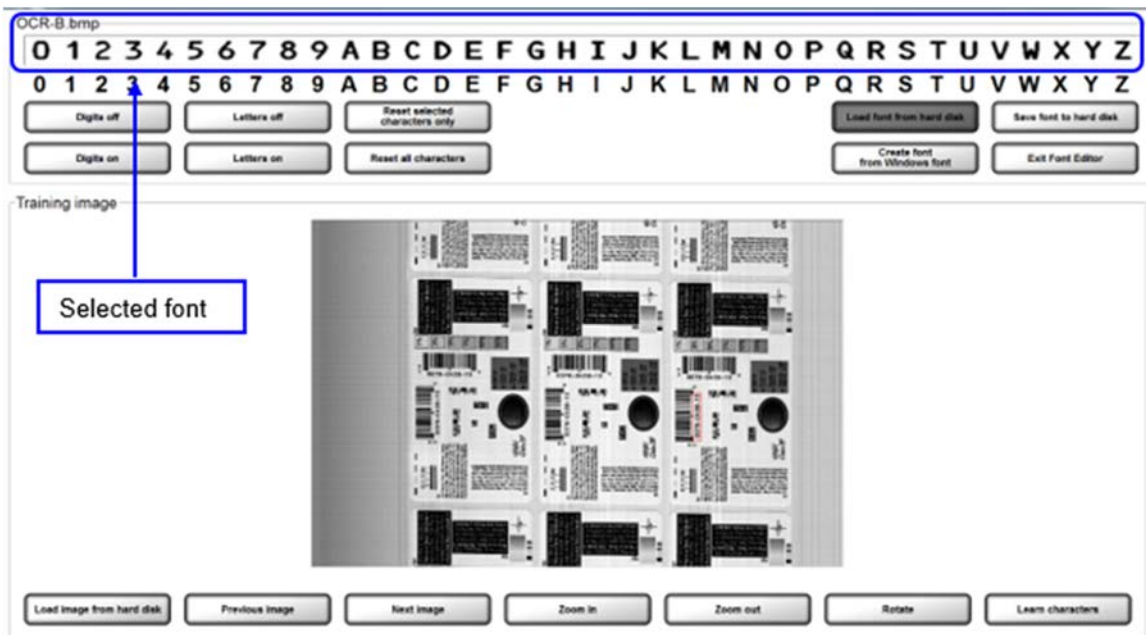 OCR-B.bmp
0 1 2 3 4 5 6 7 8 9 A B C D E F G H I J K L M N O P Q R S T U V W X Y Z
0 1 2 3 4 5 6 7 8 9 A B C D E F G H I J K L M N O P Q R S T U V W X Y Z
Digits off
Letters off
Reset selected
characters only
Load font from hard disk
Save font to hard disk
Digits on
Letters on
Reset all characters
Create font
from Windows font
Exit Font Editor
Training image
Selected font
Load image from hard disk
Previous image
Next image
Zoom in
Zoom out
Rotate
Learn characters